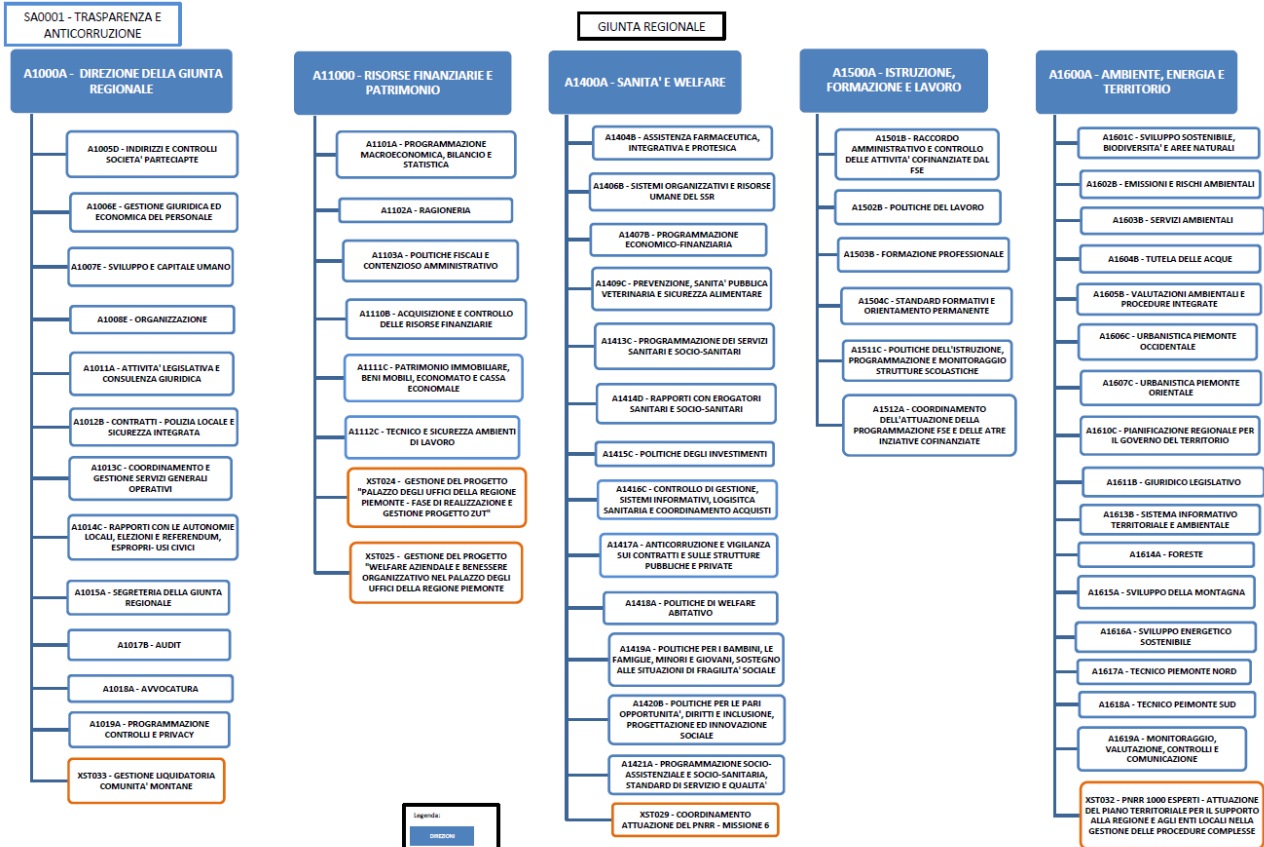 SA0001 - TRASPARENZA E
ANTICORRUZIONE
GIUNTA REGIONALE
A1000A -  DIREZIONE DELLA GIUNTA
REGIONALE
A1005D - INDIRIZZI E CONTROLLI
SOCIETA' PARTECIAPTE
A1006E - GESTIONE GIURIDICA ED
ECONOMICA DEL PERSONALE
A1007E - SVILUPPO E CAPITALE UMANO
A1008E - ORGANIZZAZIONE
A1011A - ATTIVITA' LEGISLATIVA E
CONSULENZA GIURIDICA
A1012B - CONTRATTI - POLIZIA LOCALE E
SICUREZZA INTEGRATA
A1013C - COORDINAMENTO E
GESTIONE SERVIZI GENERALI
OPERATIVI
A1014C - RAPPORTI CON LE AUTONOMIE
LOCALI, ELEZIONI E REFERENDUM,
ESPROPRI- USI CIVICI
A1015A - SEGRETERIA DELLA GIUNTA
REGIONALE
A1017B - AUDIT
A1018A - AVVOCATURA
A1019A - PROGRAMMAZIONE
CONTROLLI E PRIVACY
XST033 - GESTIONE LIQUIDATORIA
COMUNITA' MONTANE
A11000 - RISORSE FINANZIARIE E
PATRIMONIO
A1101A - PROGRAMMAZIONE
MACROECONOMICA, BILANCIO E
STATISTICA
A1102A - RAGIONERIA
A1103A - POLITICHE FISCALI E
CONTENZIOSO AMMINISTRATIVO
A1110B - ACQUISIZIONE E CONTROLLO
DELLE RISORSE FINANZIARIE
A1111C - PATRIMONIO IMMOBILIARE,
BENI MOBILI, ECONOMATO E CASSA
ECONOMALE
A1112C - TECNICO E SICUREZZA AMBIENTI
DI LAVORO
XST024 - GESTIONE DEL PROGETTO
"PALAZZO DEGLI UFFICI DELLA REGIONE
PIEMONTE - FASE DI REALIZZAZIONE E
GESTIONE PROGETTO ZUT"
XST025 - GESTIONE DEL PROGETTO
"WELFARE AZIENDALE E BENESSERE
ORGANIZZATIVO NEL PALAZZO DEGLI
UFFICI DELLA REGIONE PIEMONTE
A1400A - SANITA' E WELFARE
A1404B - ASSISTENZA FARMACEUTICA,
INTEGRATIVA E PROTESICA
A1406B - SISTEMI ORGANIZZATIVI E RISORSE
UMANE DEL SSR
A1407B - PROGRAMMAZIONE
ECONOMICO-FINANZIARIA
A1409C - PREVENZIONE, SANITA' PUBBLICA
VETERINARIA E SICUREZZA ALIMENTARE
A1413C - PROGRAMMAZIONE DEI SERVIZI
SANITARI E SOCIO-SANITARI
A1414D - RAPPORTI CON EROGATORI
SANITARI E SOCIO-SANITARI
A1415C - POLITICHE DEGLI INVESTIMENTI
A1416C - CONTROLLO DI GESTIONE,
SISTEMI INFORMATIVI, LOGISITCA
SANITARIA E COORDINAMENTO ACQUISTI
A1417A - ANTICORRUZIONE E VIGILANZA
SUI CONTRATTI E SULLE STRUTTURE
PUBBLICHE E PRIVATE
A1418A - POLITICHE DI WELFARE
ABITATIVO
A1419A - POLITICHE PER I BAMBINI, LE
FAMIGLIE, MINORI E GIOVANI, SOSTEGNO
ALLE SITUAZIONI DI FRAGILITA' SOCIALE
A1420B - POLITICHE PER LE PARI
OPPORTUNITA', DIRITTI E INCLUSIONE,
PROGETTAZIONE ED INNOVAZIONE
SOCIALE
A1421A - PROGRAMMAZIONE SOCIO-
ASSISTENZIALE E SOCIO-SANITARIA,
STANDARD DI SERVIZIO E QUALITA'
XST029 - COORDINAMENTO
ATTUAZIONE DEL PNRR - MISSIONE 6
A1500A - ISTRUZIONE,
FORMAZIONE E LAVORO
A1501B - RACCORDO
AMMINISTRATIVO E CONTROLLO
DELLE ATTIVITA' COFINANZIATE DAL
FSE
A1502B - POLITICHE DEL LAVORO
A1503B - FORMAZIONE PROFESSIONALE
A1504C - STANDARD FORMATIVI E
ORIENTAMENTO PERMANENTE
A1511C - POLITICHE DELL'ISTRUZIONE,
PROGRAMMAZIONE E MONITORAGGIO
STRUTTURE SCOLASTICHE
A1512A - COORDINAMENTO
DELL'ATTUAZIONE DELLA
PROGRAMMAZIONE FSE E DELLE ATRE
INZIATIVE COFINANZIATE
A1600A - AMBIENTE, ENERGIA E
TERRITORIO
A1601C - SVILUPPO SOSTENIBILE,
BIODIVERSITA' E AREE NATURALI
A1602B - EMISSIONI E RISCHI AMBIENTALI
A1603B - SERVIZI AMBIENTALI
A1604B - TUTELA DELLE ACQUE
A1605B - VALUTAZIONI AMBIENTALI E
PROCEDURE INTEGRATE
A1606C - URBANISTICA PIEMONTE
OCCIDENTALE
A1607C - URBANISTICA PIEMONTE
ORIENTALE
A1610C - PIANIFICAZIONE REGIONALE PER
IL GOVERNO DEL TERRITORIO
A1611B - GIURIDICO LEGISLATIVO
A1613B - SISTEMA INFORMATIVO
TERRITORIALE E AMBIENTALE
A1614A - FORESTE
A1615A - SVILUPPO DELLA MONTAGNA
A1616A - SVILUPPO ENERGETICO
SOSTENIBILE
A1617A - TECNICO PIEMONTE NORD
A1618A - TECNICO PEIMONTE SUD
A1619A - MONITORAGGIO,
VALUTAZIONE, CONTROLLI E
COMUNICAZIONE
XST032 - PNRR 1000 ESPERTI - ATTUAZIONE
DEL PIANO TERRITORIALE PER IL SUPPORTO
ALLA REGIONE E AGLI ENTI LOCALI NELLA
GESTIONE DELLE PROCEDURE COMPLESSE
Legenda:
DIREZIONI